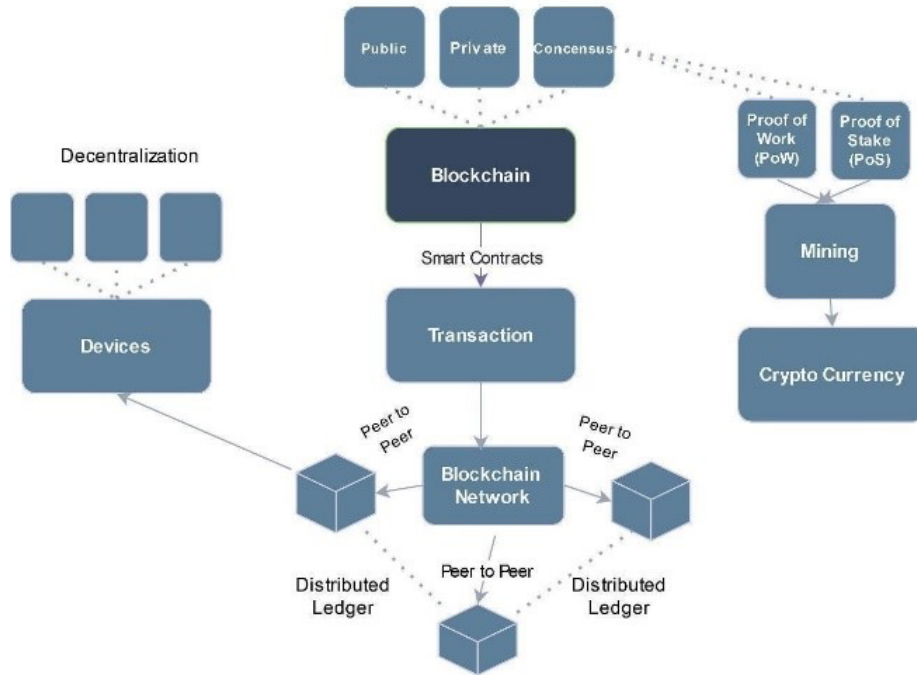 Public
Private
Concensus
Proof of
Work
(PoW)
Proof of
Stake
(PoS)
Decentralization
Blockchain
Smart Contracts
Mining
Devices
Transaction
Crypto Currency
Peer to
Peer
Peer to
Peer
Blockchain
Network
Peer to Peer
Distributed
Ledger
Distributed
Ledger